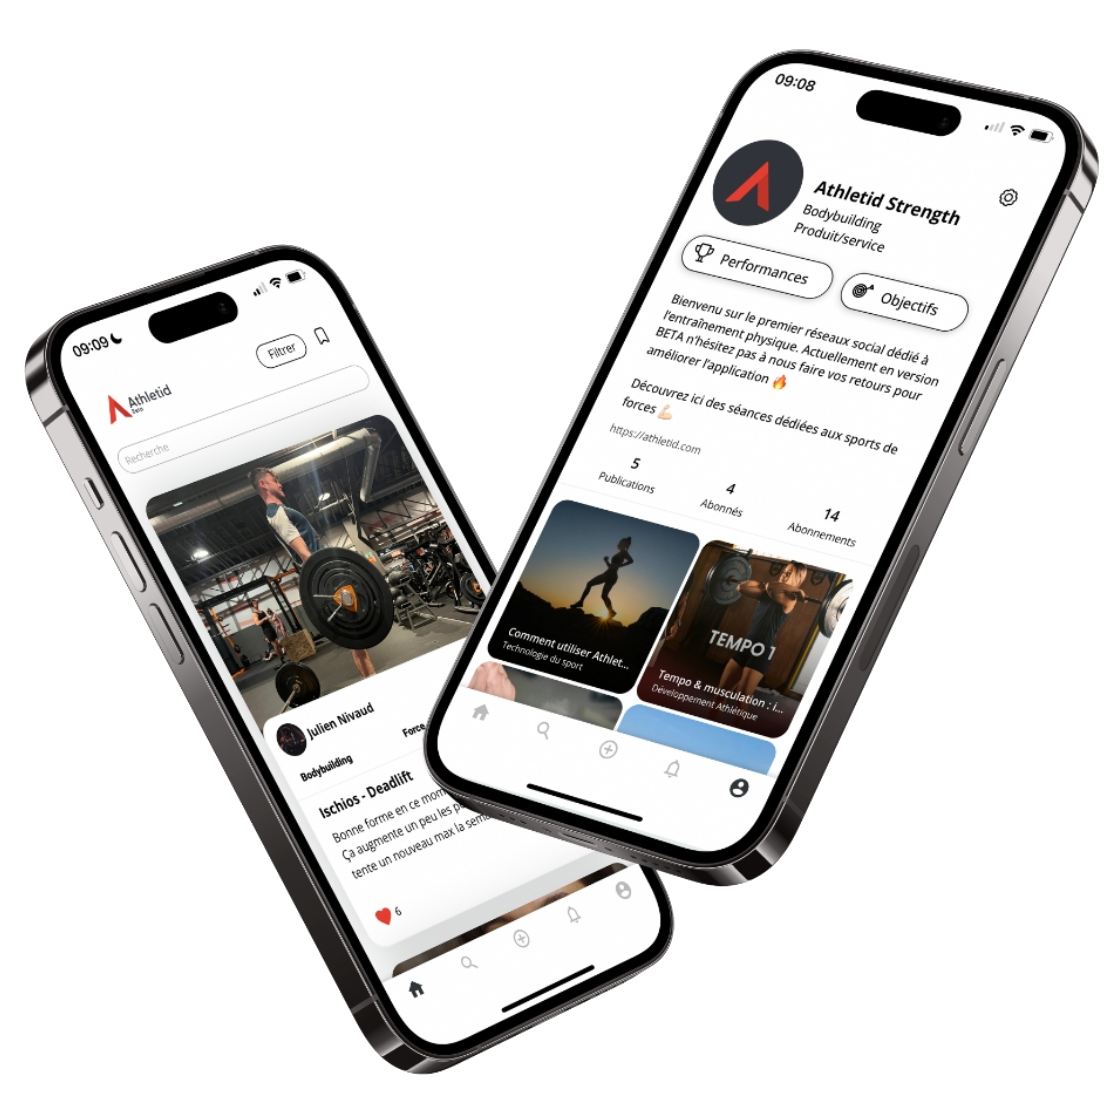 09:09
Filtrer
Athletid
Beta
Recherche
Julien Nivaud
Force
Bodybuilding
Ischios - Deadlift
Bonne forme en ce mom
Ça augmente un peu les
tente un nouveau max la sema
6
09:08
Athletid Strength
Bodybuilding
Produit/service
Performances
Objectifs
Bienvenu sur le premier réseaux social dédié à
l'entraînement physique. Actuellement en version
BETA n'hésitez pas à nous faire vos retours pour
améliorer l'application 🔥
Découvrez ici des séances dédiées aux sports de
forces 💪🏻
https://athletid.com
5
Publications
4
Abonnés
14
Abonnements
Comment utiliser Athlet...
Technologie du sport
TEMPO 1
Tempo & musculation : i...
Développement Athlétique